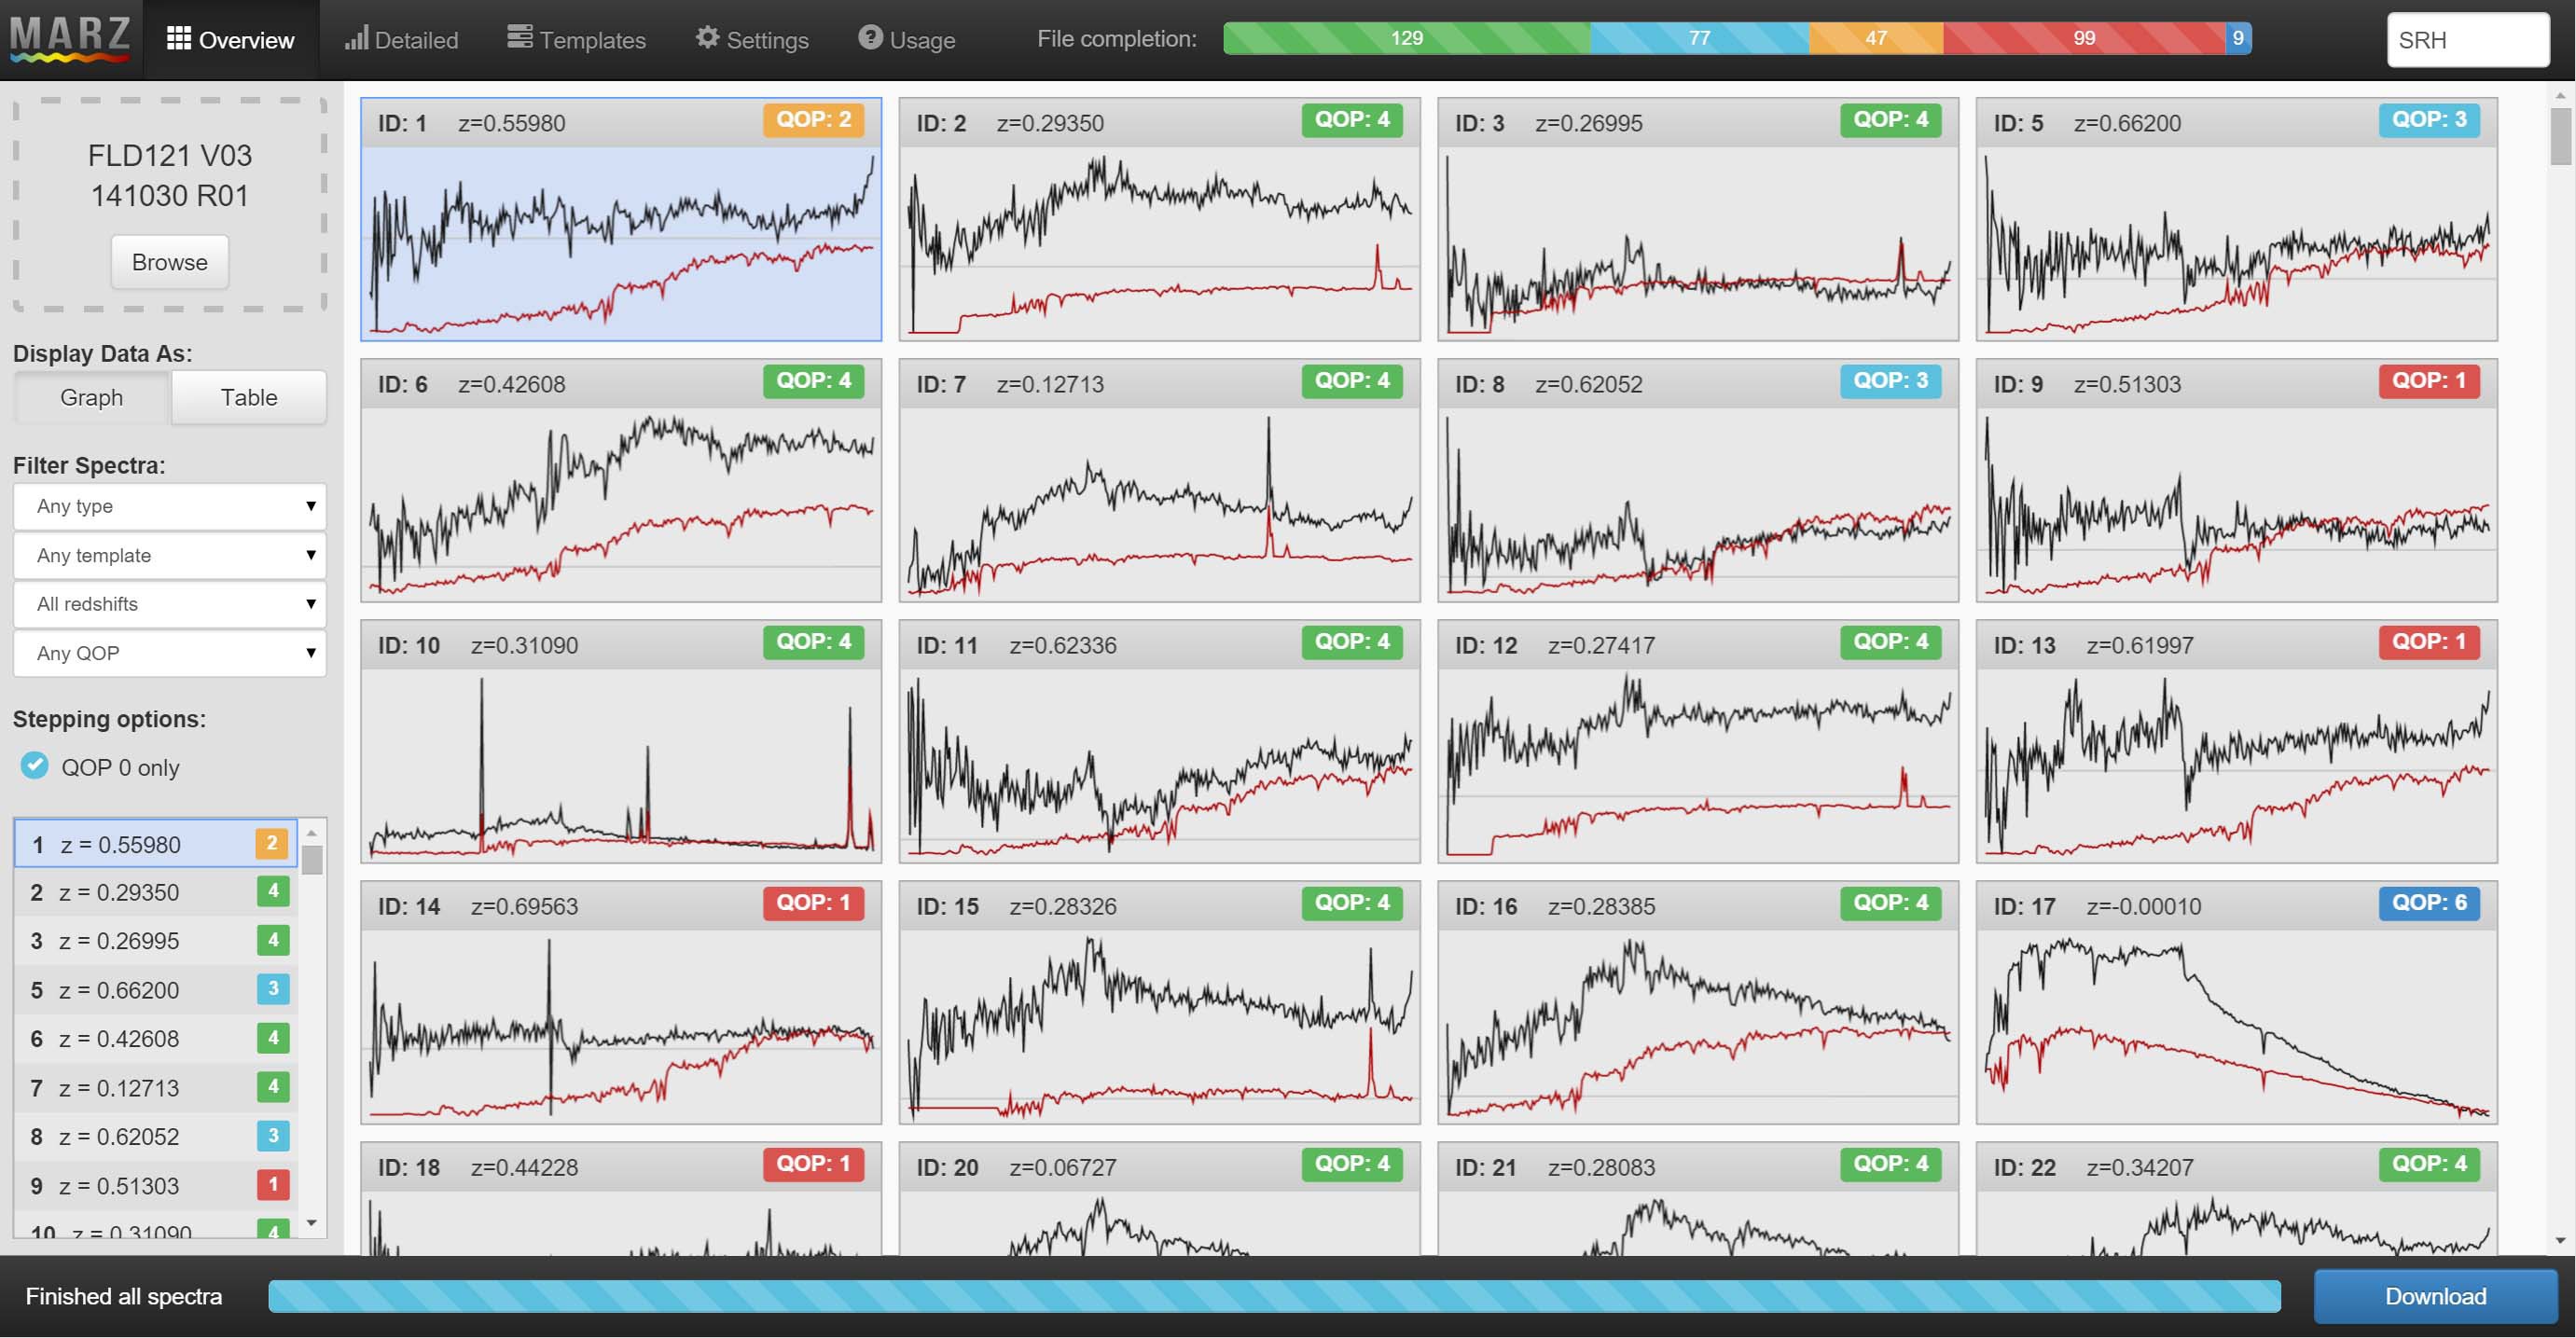 MARZ
Overview
Detailed
Templates
Settings
Usage
File completion:
129
77
47
99
9
SRH
FLD121 V03
141030 R01
Browse
Display Data As:
Graph
Table
Filter Spectra:
Any type
Any template
All redshifts
Any QOP
Stepping options:
QOP 0 only
1 z = 0.55980 2
2 z = 0.29350 4
3 z = 0.26995 4
5 z = 0.66200 3
6 z = 0.42608 4
7 z = 0.12713 4
8 z = 0.62052 3
9 z = 0.51303 1
10 z = 0.31090 4
ID: 1 z=0.55980 QOP: 2
ID: 2 z=0.29350 QOP: 4
ID: 3 z=0.26995 QOP: 4
ID: 5 z=0.66200 QOP: 3
ID: 6 z=0.42608 QOP: 4
ID: 7 z=0.12713 QOP: 4
ID: 8 z=0.62052 QOP: 3
ID: 9 z=0.51303 QOP: 1
ID: 10 z=0.31090 QOP: 4
ID: 11 z=0.62336 QOP: 4
ID: 12 z=0.27417 QOP: 4
ID: 13 z=0.61997 QOP: 1
ID: 14 z=0.69563 QOP: 1
ID: 15 z=0.28326 QOP: 4
ID: 16 z=0.28385 QOP: 4
ID: 17 z=-0.00010 QOP: 6
ID: 18 z=0.44228 QOP: 1
ID: 20 z=0.06727 QOP: 4
ID: 21 z=0.28083 QOP: 4
ID: 22 z=0.34207 QOP: 4
Finished all spectra
Download